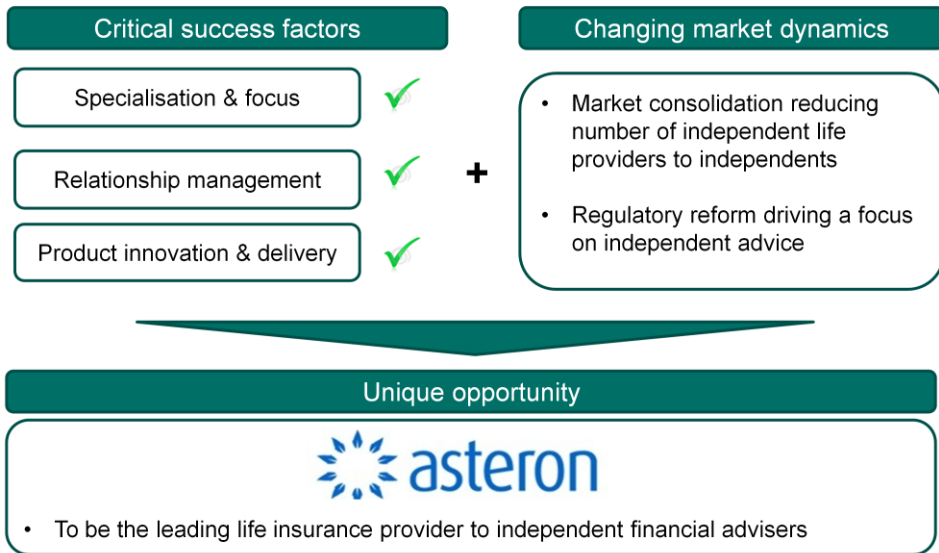 Critical success factors
Specialisation & focus
Relationship management
Product innovation & delivery
+
Changing market dynamics
• Market consolidation reducing
number of independent life
providers to independents
• Regulatory reform driving a focus
on independent advice
Unique opportunity
asteron
• To be the leading life insurance provider to independent financial advisers